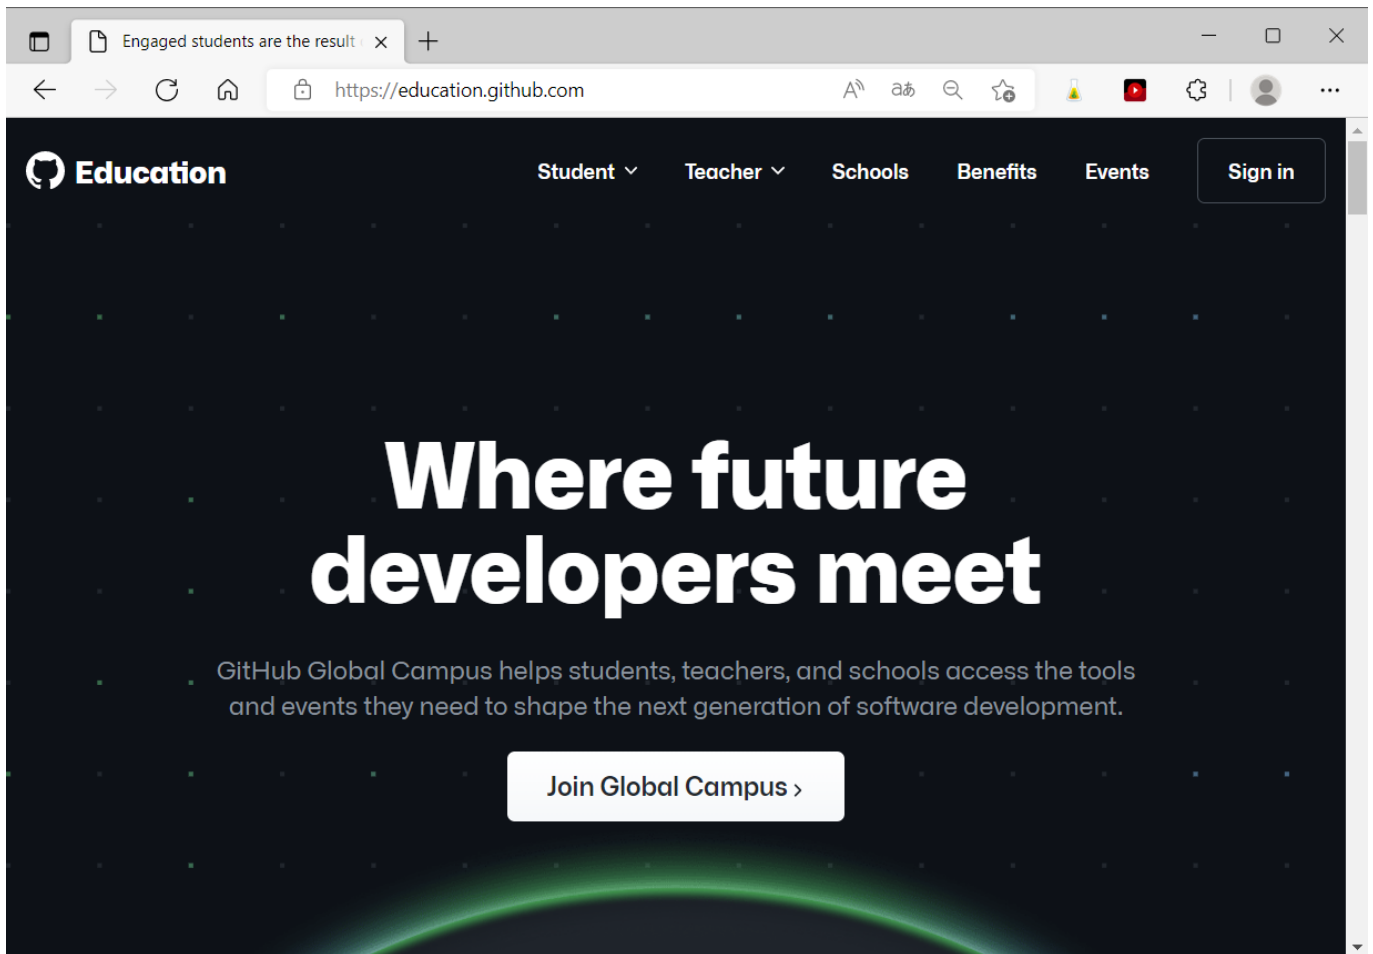 Engaged students are the result
https://education.github.com
Education
Student
Teacher
Schools
Benefits
Events
Sign in
Where future
developers meet
GitHub Global Campus helps students, teachers, and schools access the tools
and events they need to shape the next generation of software development.
Join Global Campus ›